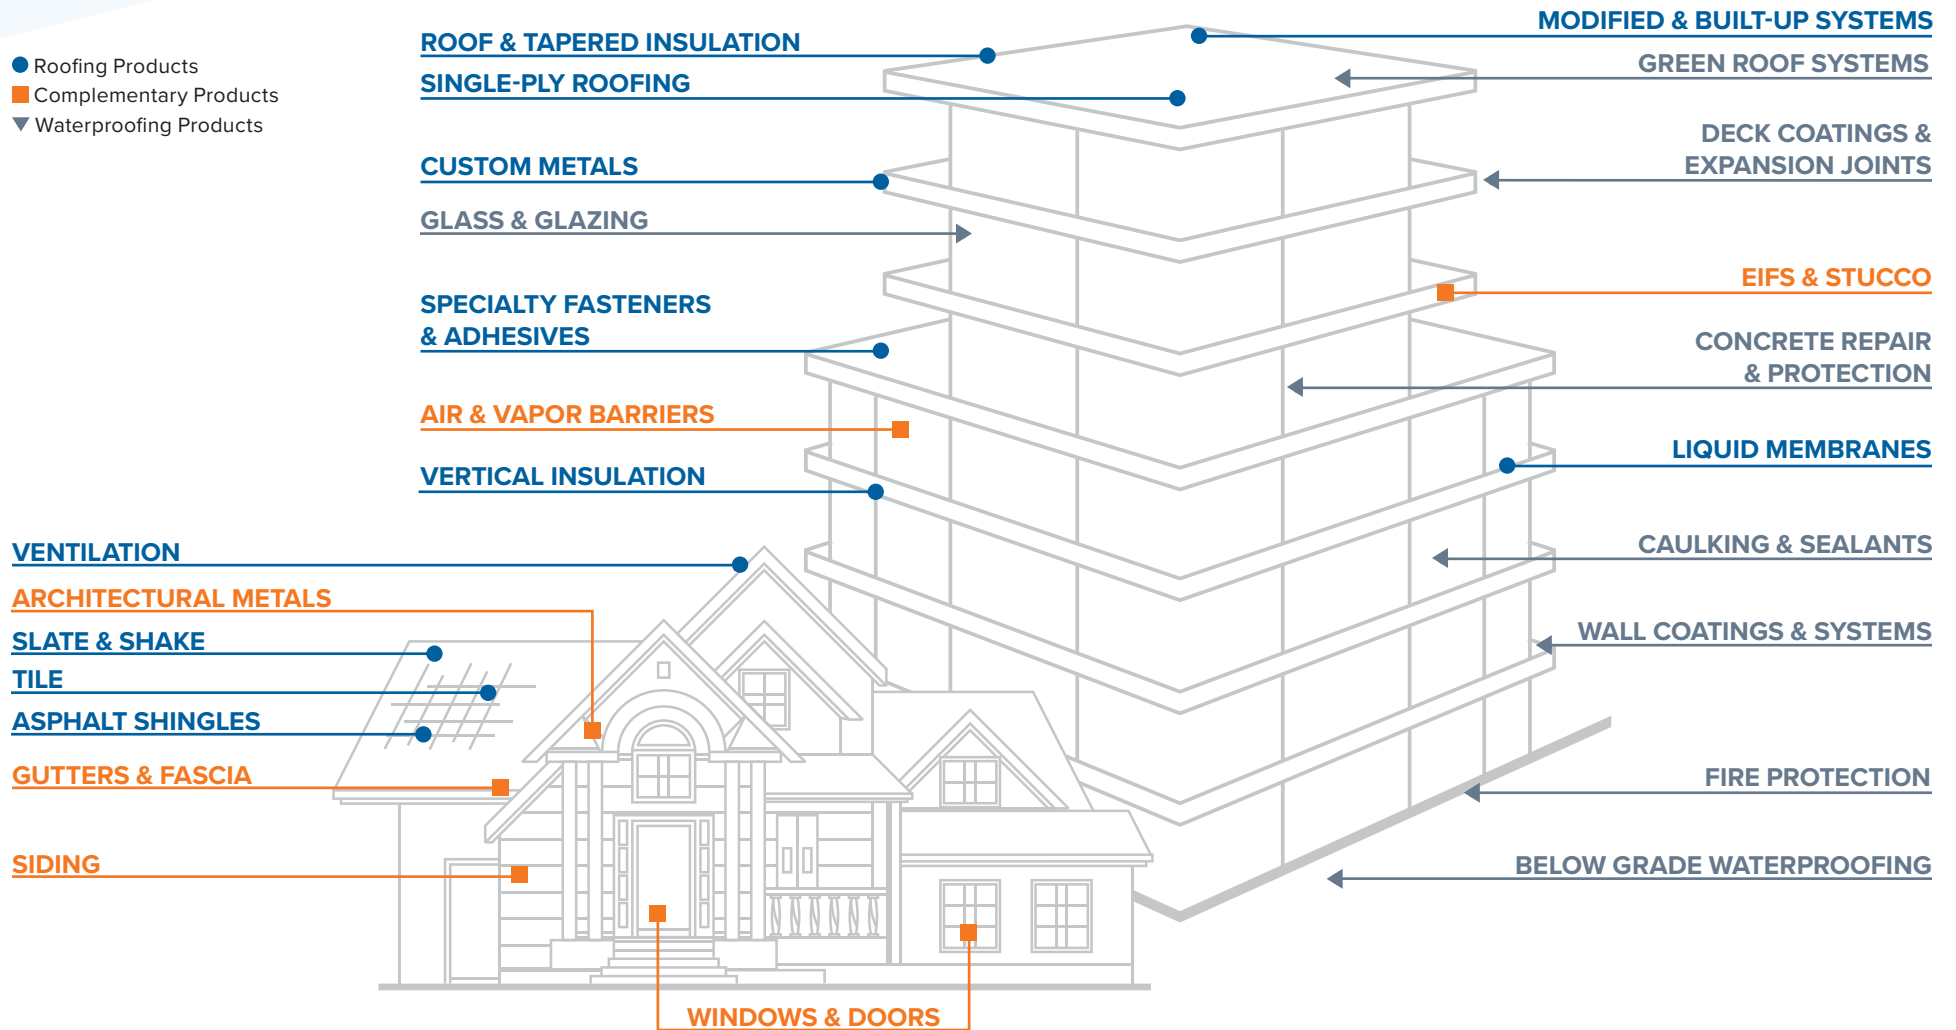 Roofing Products
Complementary Products
Waterproofing Products
ROOF & TAPERED INSULATION
SINGLE-PLY ROOFING
CUSTOM METALS
GLASS & GLAZING
SPECIALTY FASTENERS
& ADHESIVES
AIR & VAPOR BARRIERS
VERTICAL INSULATION
VENTILATION
ARCHITECTURAL METALS
SLATE & SHAKE
TILE
ASPHALT SHINGLES
GUTTERS & FASCIA
SIDING
WINDOWS & DOORS
MODIFIED & BUILT-UP SYSTEMS
GREEN ROOF SYSTEMS
DECK COATINGS &
EXPANSION JOINTS
EIFS & STUCCO
CONCRETE REPAIR
& PROTECTION
LIQUID MEMBRANES
CAULKING & SEALANTS
WALL COATINGS & SYSTEMS
FIRE PROTECTION
BELOW GRADE WATERPROOFING